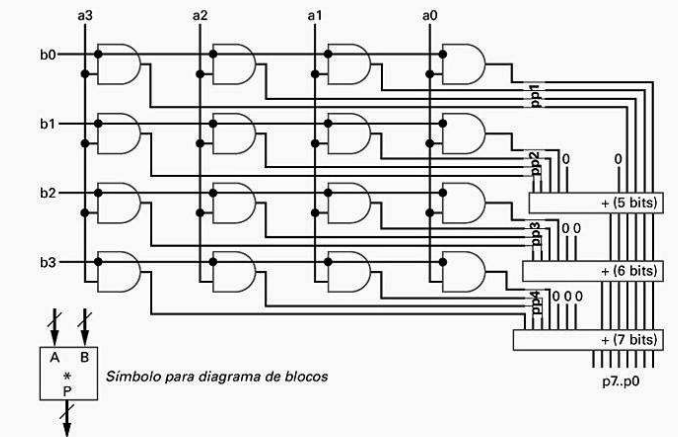 a3 a2 a1 a0
b0
pp1
b1
pp2 0 0
+ (5 bits)
b2
pp3 0 0
+ (6 bits)
b3
pp4 0 0 0
+ (7 bits)
p7..p0
A B
*
P
Símbolo para diagrama de blocos